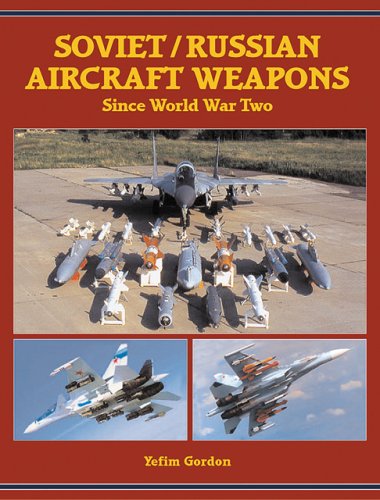 SOVIET/RUSSIAN
AIRCRAFT WEAPONS
Since World War Two
Yefim Gordon